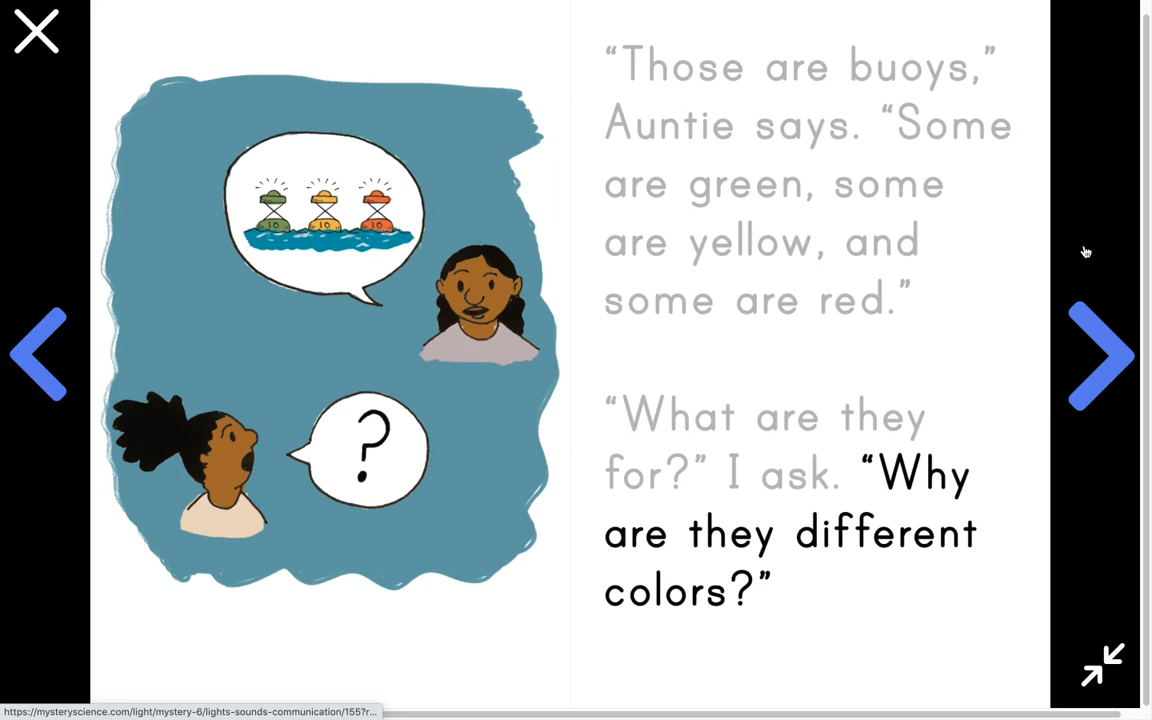 “Those are buoys,”
Auntie says. “Some
are green, some
are yellow, and
some are red.”
“What are they
for?” I ask. “Why
are they different
colors?”
10 10 10
?
https://mysteryscience.com/light/mystery-6/lights-sounds-communication/155?r...